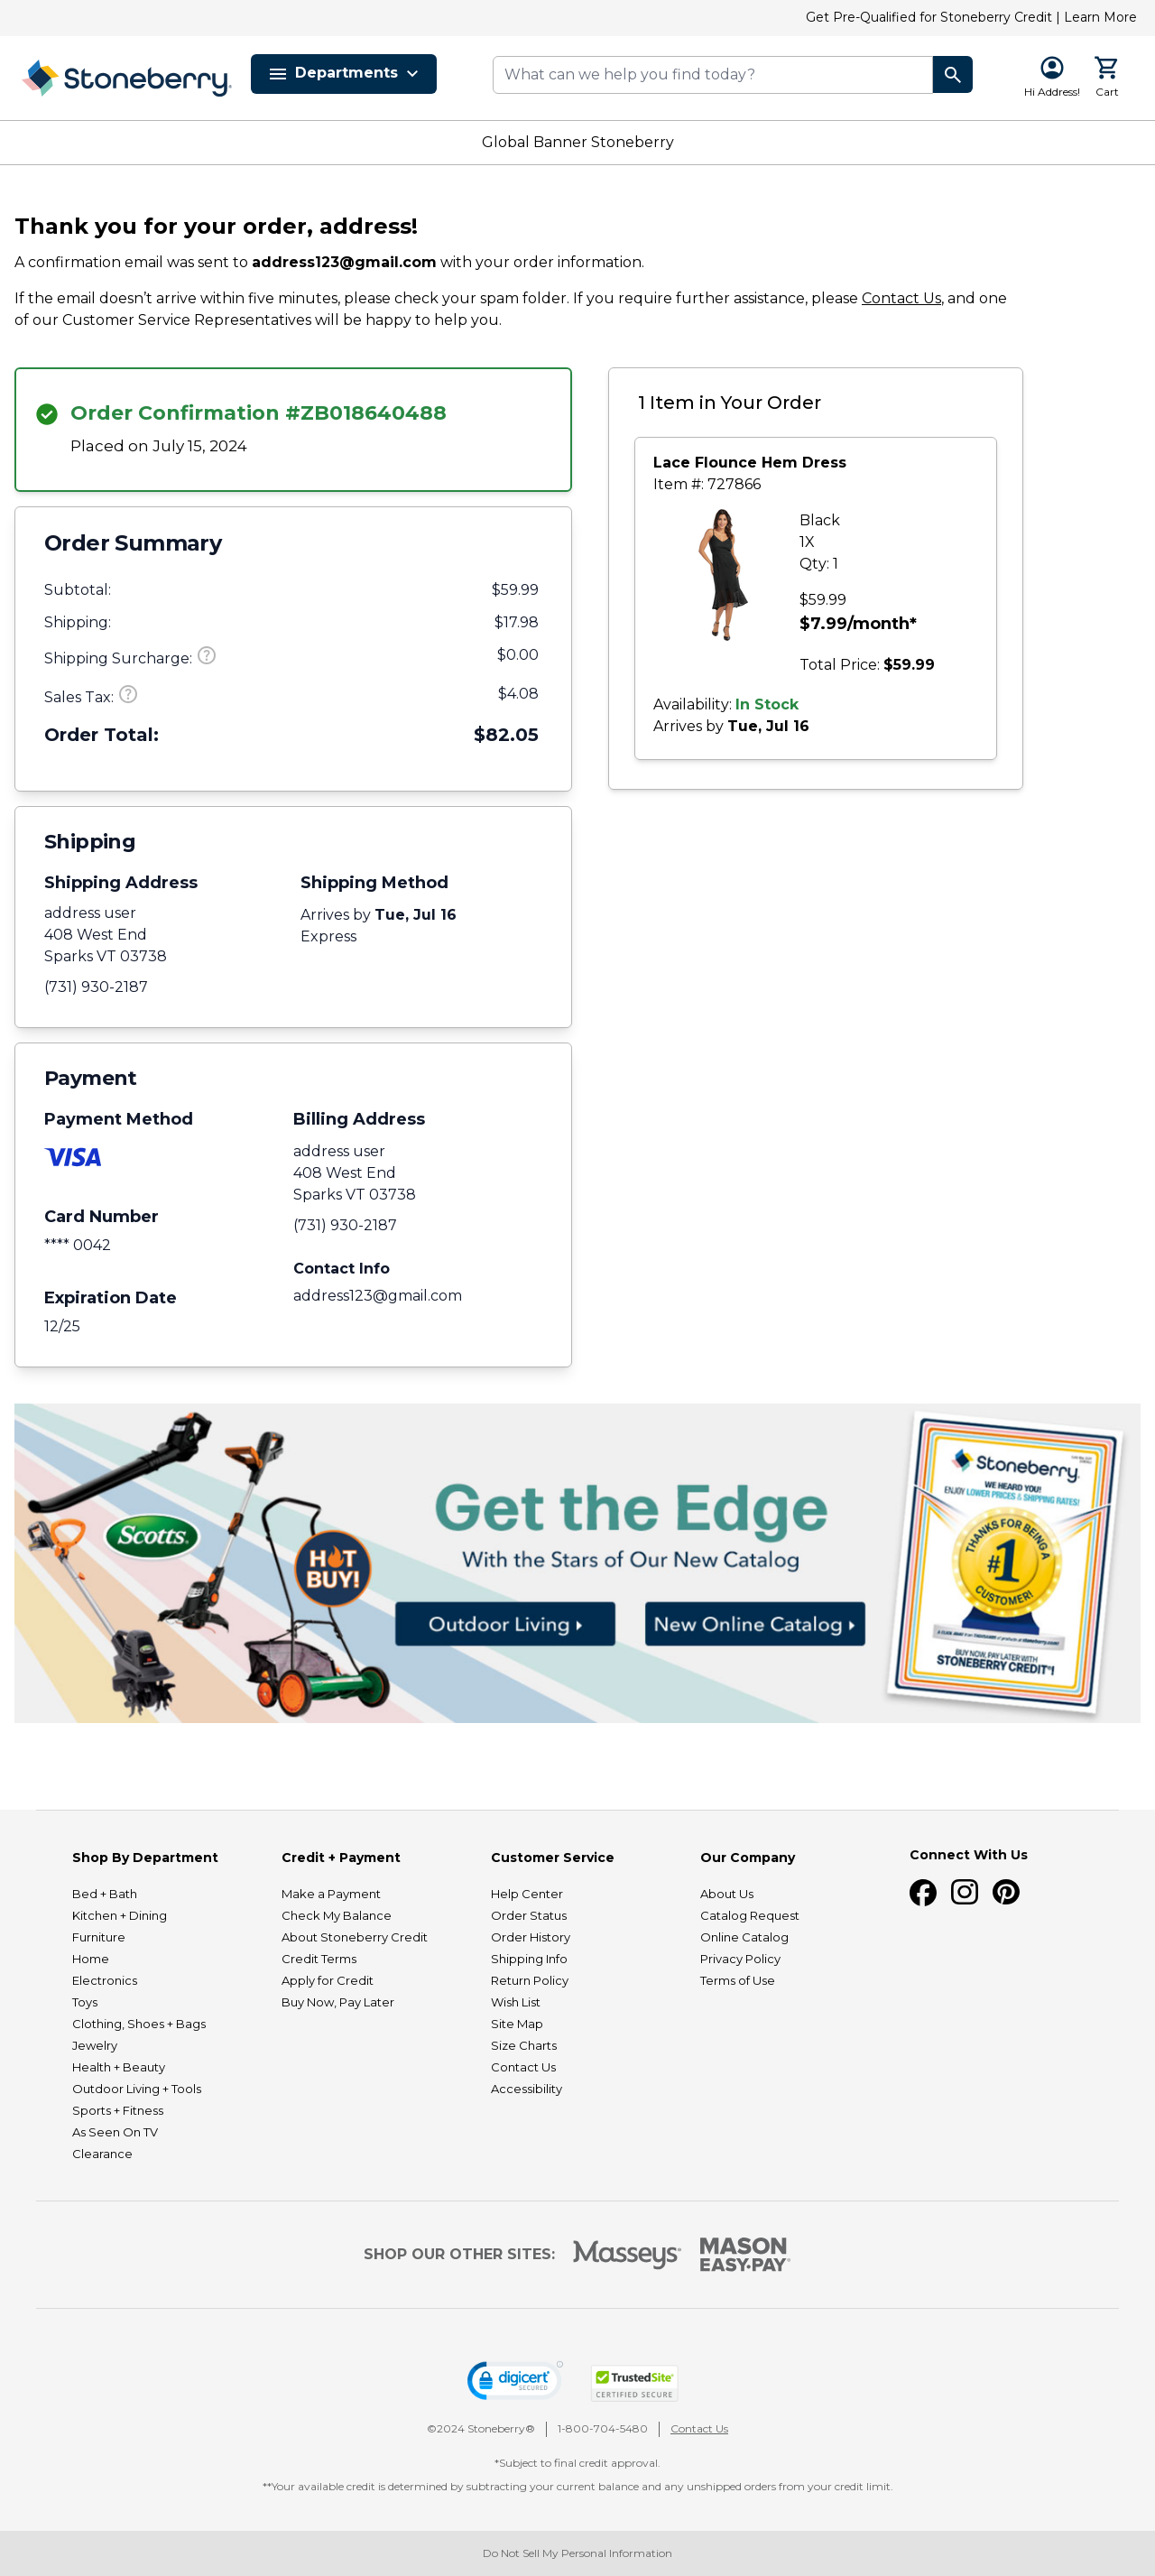 Get Pre-Qualified for Stoneberry Credit | Learn More
Stoneberry
Departments
What can we help you find today?
Hi Address!
Cart
Global Banner Stoneberry
Thank you for your order, address!
A confirmation email was sent to address123@gmail.com with your order information.
If the email doesn’t arrive within five minutes, please check your spam folder. If you require further assistance, please Contact Us, and one
of our Customer Service Representatives will be happy to help you.
Order Confirmation #ZB018640488
Placed on July 15, 2024
Order Summary
Subtotal: $59.99
Shipping: $17.98
Shipping Surcharge: ? $0.00
Sales Tax: ? $4.08
Order Total: $82.05
1 Item in Your Order
Lace Flounce Hem Dress
Item #: 727866
Black
1X
Qty: 1
$59.99
$7.99/month*
Total Price: $59.99
Availability: In Stock
Arrives by Tue, Jul 16
Shipping
Shipping Address
address user
408 West End
Sparks VT 03738
(731) 930-2187
Shipping Method
Arrives by Tue, Jul 16
Express
Payment
Payment Method
VISA
Card Number
**** 0042
Expiration Date
12/25
Billing Address
address user
408 West End
Sparks VT 03738
(731) 930-2187
Contact Info
address123@gmail.com
Scotts
HOT
BUY!
Get the Edge
With the Stars of Our New Catalog
Outdoor Living
New Online Catalog
Stoneberry
WE HEARD YOU!
ENJOY LOWER PRICES & SHIPPING RATES!
THANKS FOR BEING A
#1
CUSTOMER!
BUY NOW, PAY LATER WITH
STONEBERRY CREDIT*!
Shop By Department
Bed + Bath
Kitchen + Dining
Furniture
Home
Electronics
Toys
Clothing, Shoes + Bags
Jewelry
Health + Beauty
Outdoor Living + Tools
Sports + Fitness
As Seen On TV
Clearance
Credit + Payment
Make a Payment
Check My Balance
About Stoneberry Credit
Credit Terms
Apply for Credit
Buy Now, Pay Later
Customer Service
Help Center
Order Status
Order History
Shipping Info
Return Policy
Wish List
Site Map
Size Charts
Contact Us
Accessibility
Our Company
About Us
Catalog Request
Online Catalog
Privacy Policy
Terms of Use
Connect With Us
SHOP OUR OTHER SITES:
Masseys
MASON
EASY•PAY
digicert
SECURED
TrustedSite
CERTIFIED SECURE
©2024 Stoneberry® | 1-800-704-5480 | Contact Us
*Subject to final credit approval.
**Your available credit is determined by subtracting your current balance and any unshipped orders from your credit limit.
Do Not Sell My Personal Information